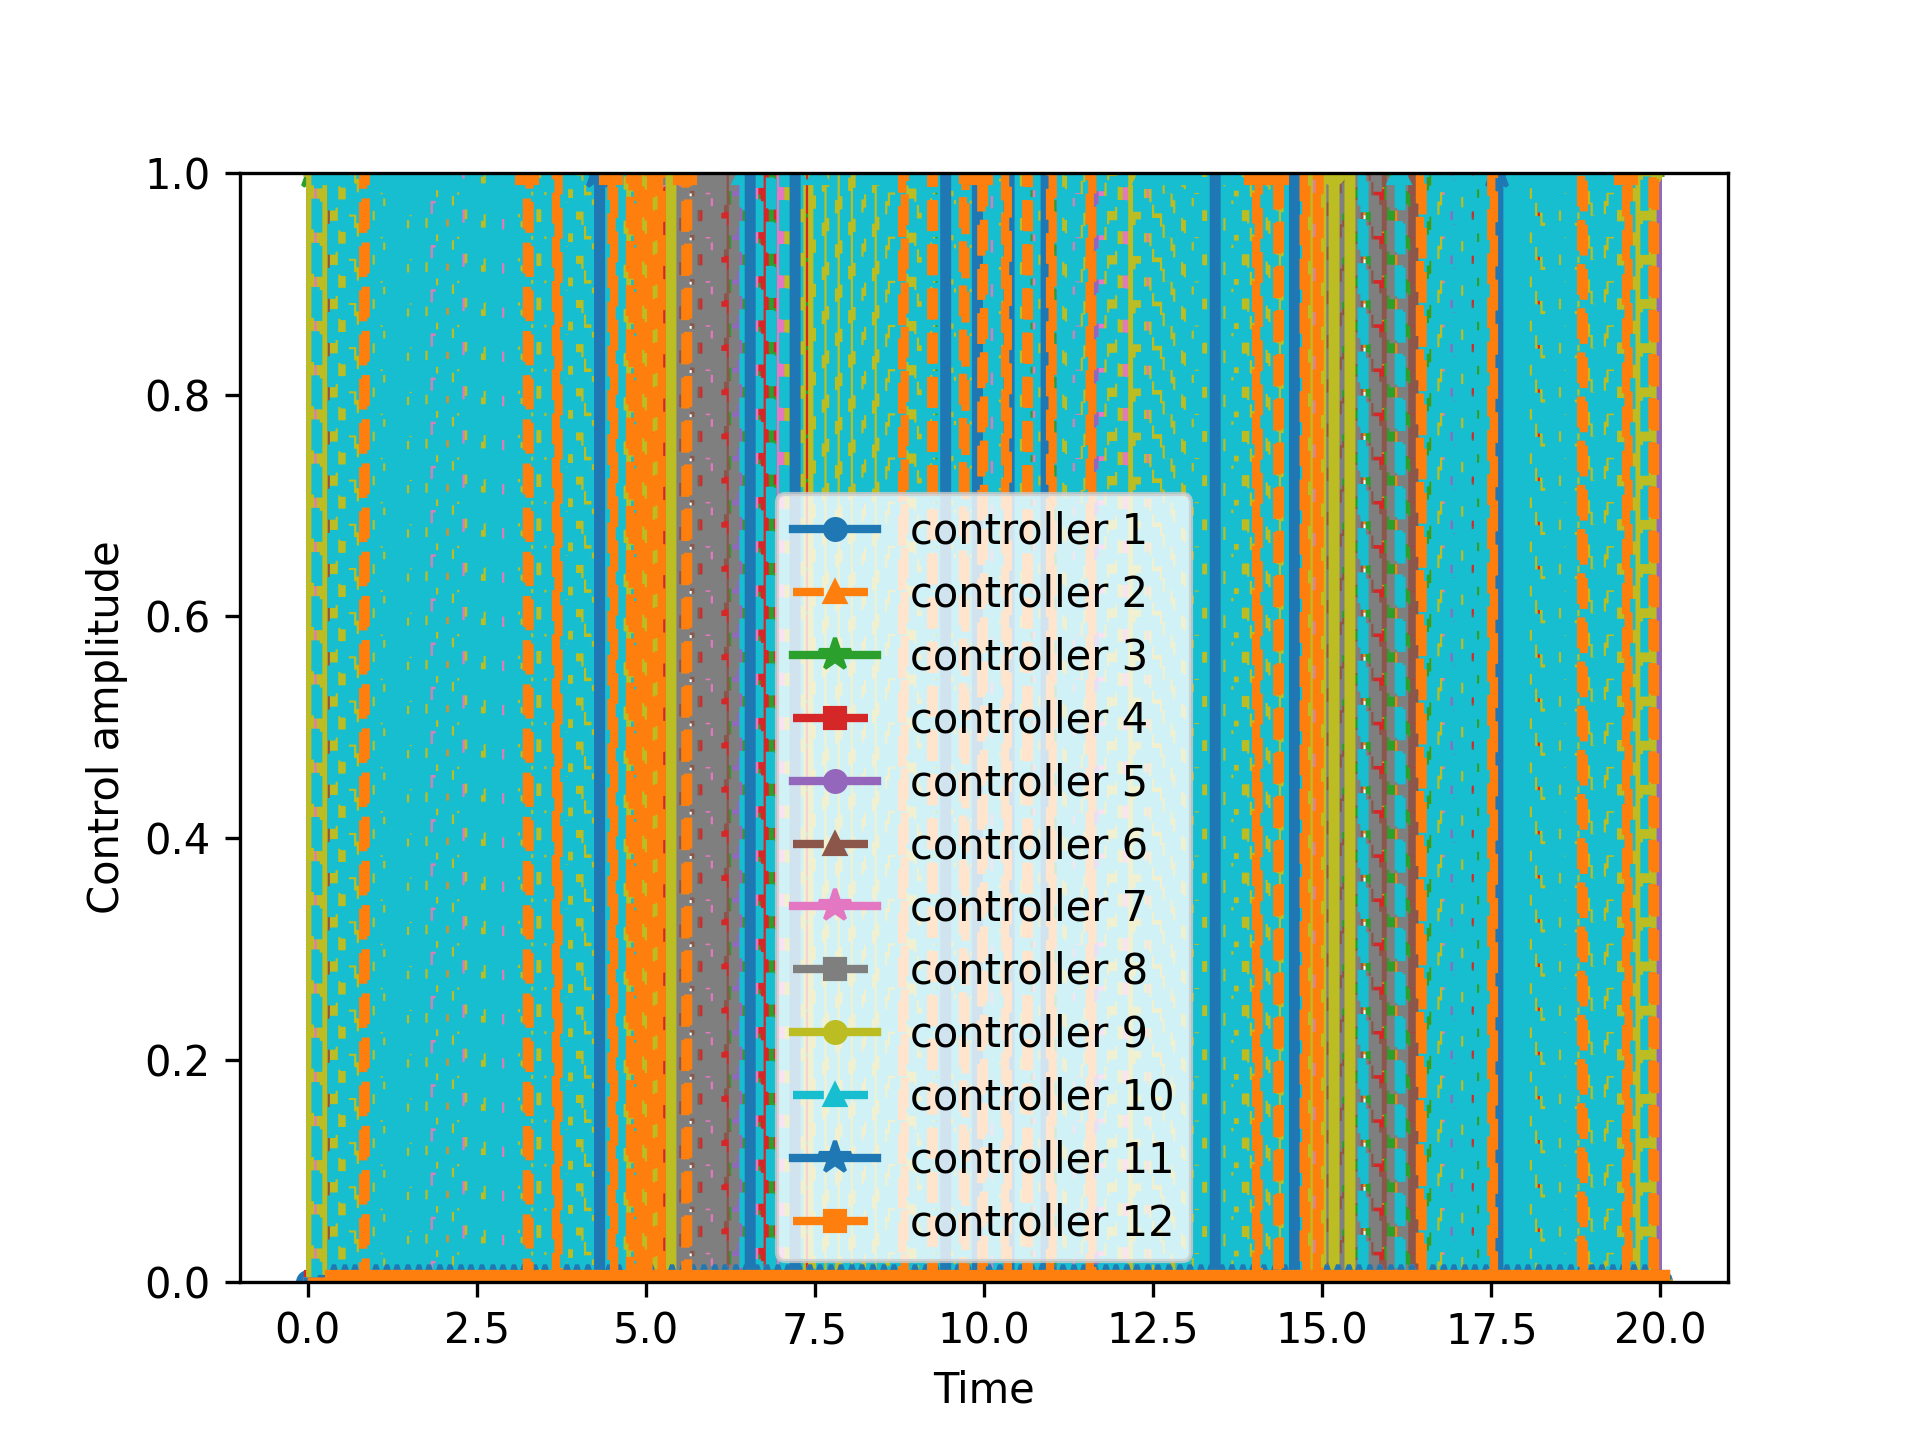 1.0
0.8
0.6
0.4
0.2
0.0
Control amplitude
controller 1
controller 2
controller 3
controller 4
controller 5
controller 6
controller 7
controller 8
controller 9
controller 10
controller 11
controller 12
0.0 2.5 5.0 7.5 10.0 12.5 15.0 17.5 20.0
Time